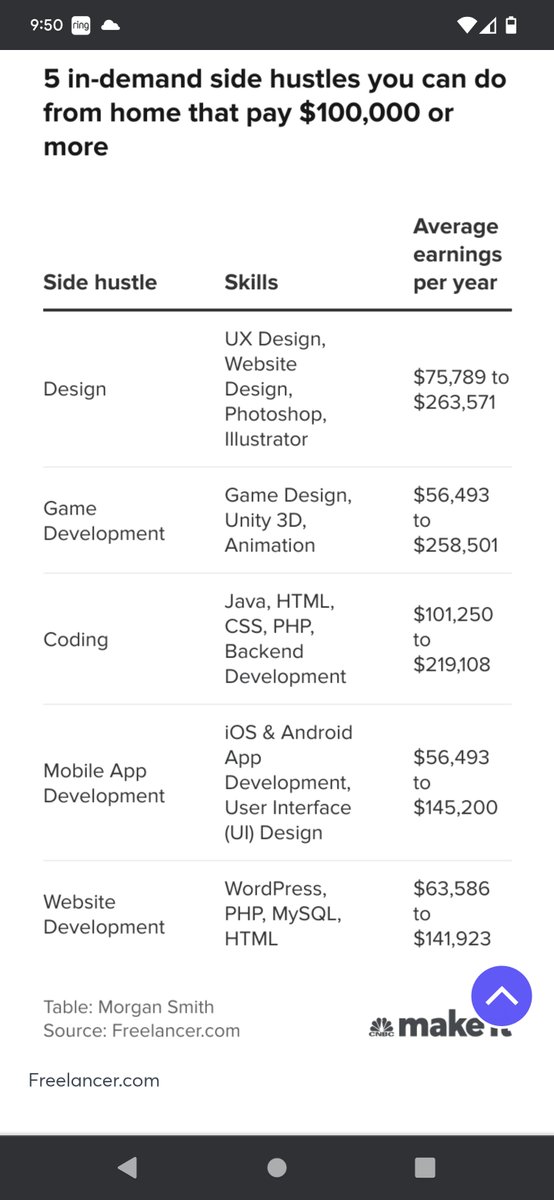 9:50 ring
5 in-demand side hustles you can do
from home that pay $100,000 or
more
Average
earnings
Side hustle Skills per year
UX Design,
Website
Design,
Photoshop,
Illustrator
Design
$75,789 to
$263,571
Game
Development
Game Design,
Unity 3D,
Animation
$56,493
to
$258,501
Coding
Java, HTML,
CSS, PHP,
Backend
Development
$101,250
to
$219,108
Mobile App
Development
iOS & Android
App
Development,
User Interface
(UI) Design
$56,493
to
$145,200
Website
Development
WordPress,
PHP, MySQL,
HTML
$63,586
to
$141,923
Table: Morgan Smith
Source: Freelancer.com
CNBC make
Freelancer.com